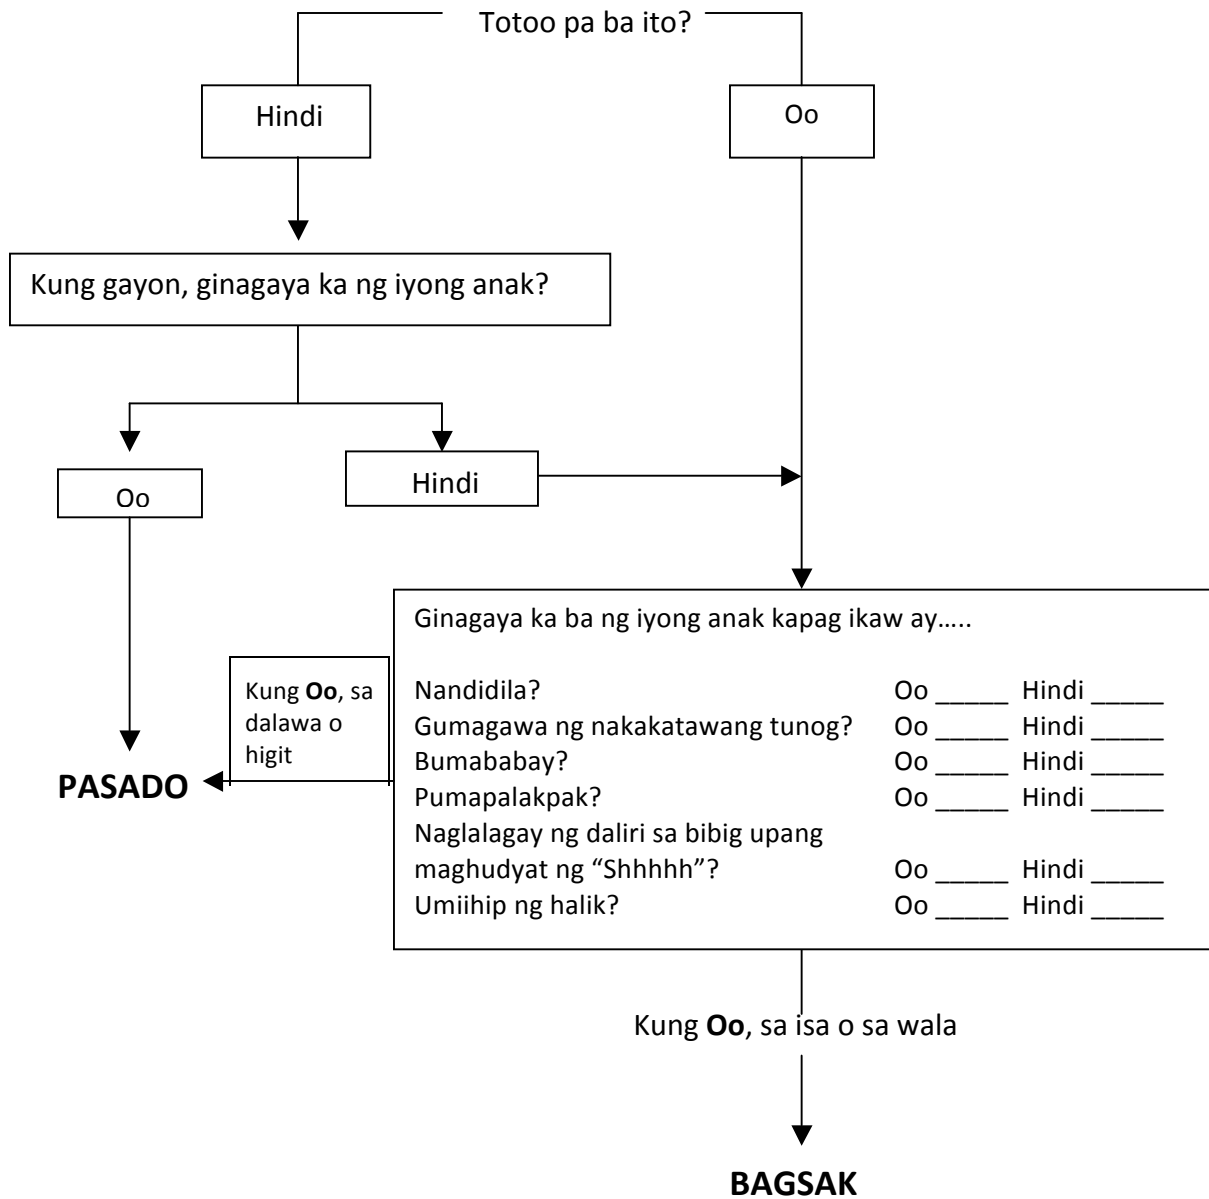 Totoo pa ba ito?
Hindi
Oo
Kung gayon, ginagaya ka ng iyong anak?
Oo
Hindi
Ginagaya ka ba ng iyong anak kapag ikaw ay…..
Kung Oo, sa
dalawa o
higit
Nandidila? Oo _____ Hindi _____
Gumagawa ng nakakatawang tunog? Oo _____ Hindi _____
Bumababay? Oo _____ Hindi _____
Pumapalakpak? Oo _____ Hindi _____
Naglalagay ng daliri sa bibig upang
maghudyat ng “Shhhhh”? Oo _____ Hindi _____
Umiihip ng halik? Oo _____ Hindi _____
PASADO
Kung Oo, sa isa o sa wala
BAGSAK